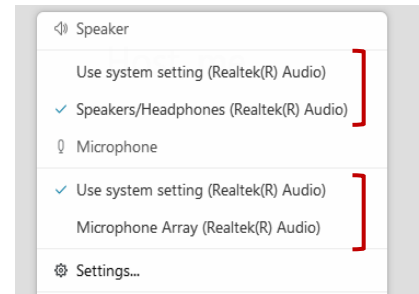 Speaker
Use system setting (Realtek(R) Audio)
Speakers/Headphones (Realtek(R) Audio)
Microphone
Use system setting (Realtek(R) Audio)
Microphone Array (Realtek(R) Audio)
Settings...